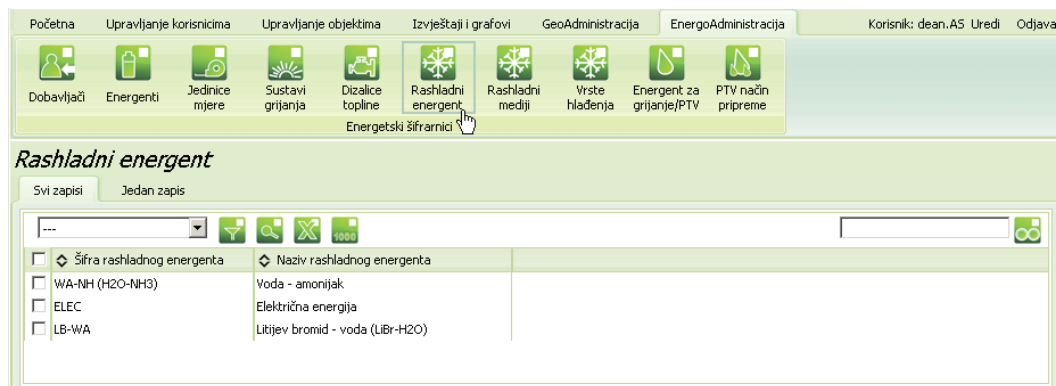 Početna Upravljanje korisnicima Upravljanje objektima Izvještaji i grafovi GeoAdministracija EnergoAdministracija Korisnik: dean.AS Uredi Odjava
Dobavljači Energenti Jedinice mjere Sustavi grijanja Dizalice topline Rashladni energent Rashladni mediji Vrste hlađenja Energent za grijanje/PTV PTV način pripreme
Energetski šifrarnici
Rashladni energent
Svi zapisi Jedan zapis
---
1000
Šifra rashladnog energenta Naziv rashladnog energenta
WA-NH (H2O-NH3) Voda - amonijak
ELEC Električna energija
LB-WA Litijev bromid - voda (LiBr-H2O)